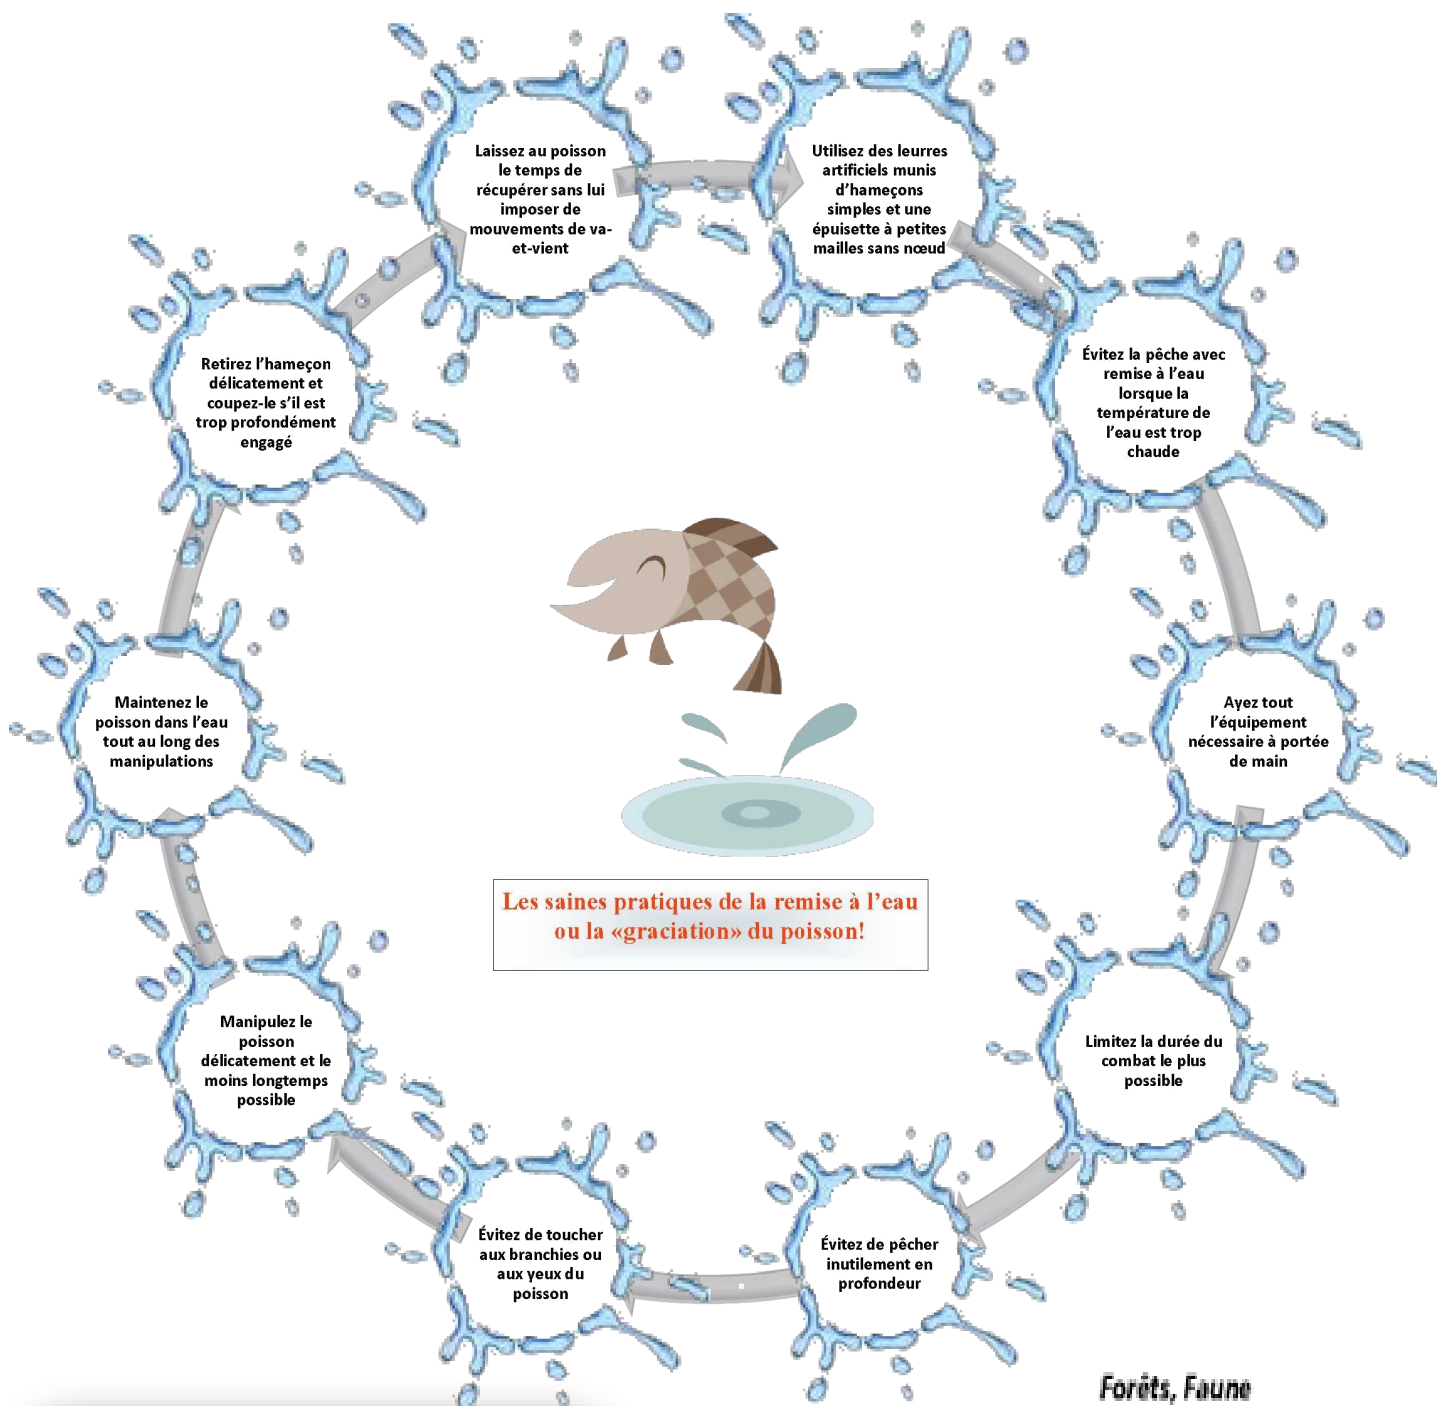 Laissez au poisson
le temps de
récupérer sans lui
imposer de
mouvements de va-
et-vient
Utilisez des leurres
artificiels munis
d'hameçons
simples et une
épuisette à petites
mailles sans nœud
Évitez la pêche avec
remise à l'eau
lorsque la
température de
l'eau est trop
chaude
Ayez tout
l'équipement
nécessaire à portée
de main
Limitez la durée du
combat le plus
possible
Évitez de pêcher
inutilement en
profondeur
Évitez de toucher
aux branchies ou
aux yeux du
poisson
Manipulez le
poisson
délicatement et le
moins longtemps
possible
Maintenez le
poisson dans l'eau
tout au long des
manipulations
Retirez l'hameçon
délicatement et
coupez-le s'il est
trop profondément
engagé
Les saines pratiques de la remise à l'eau
ou la «graciation» du poisson!
Forêts, Faune